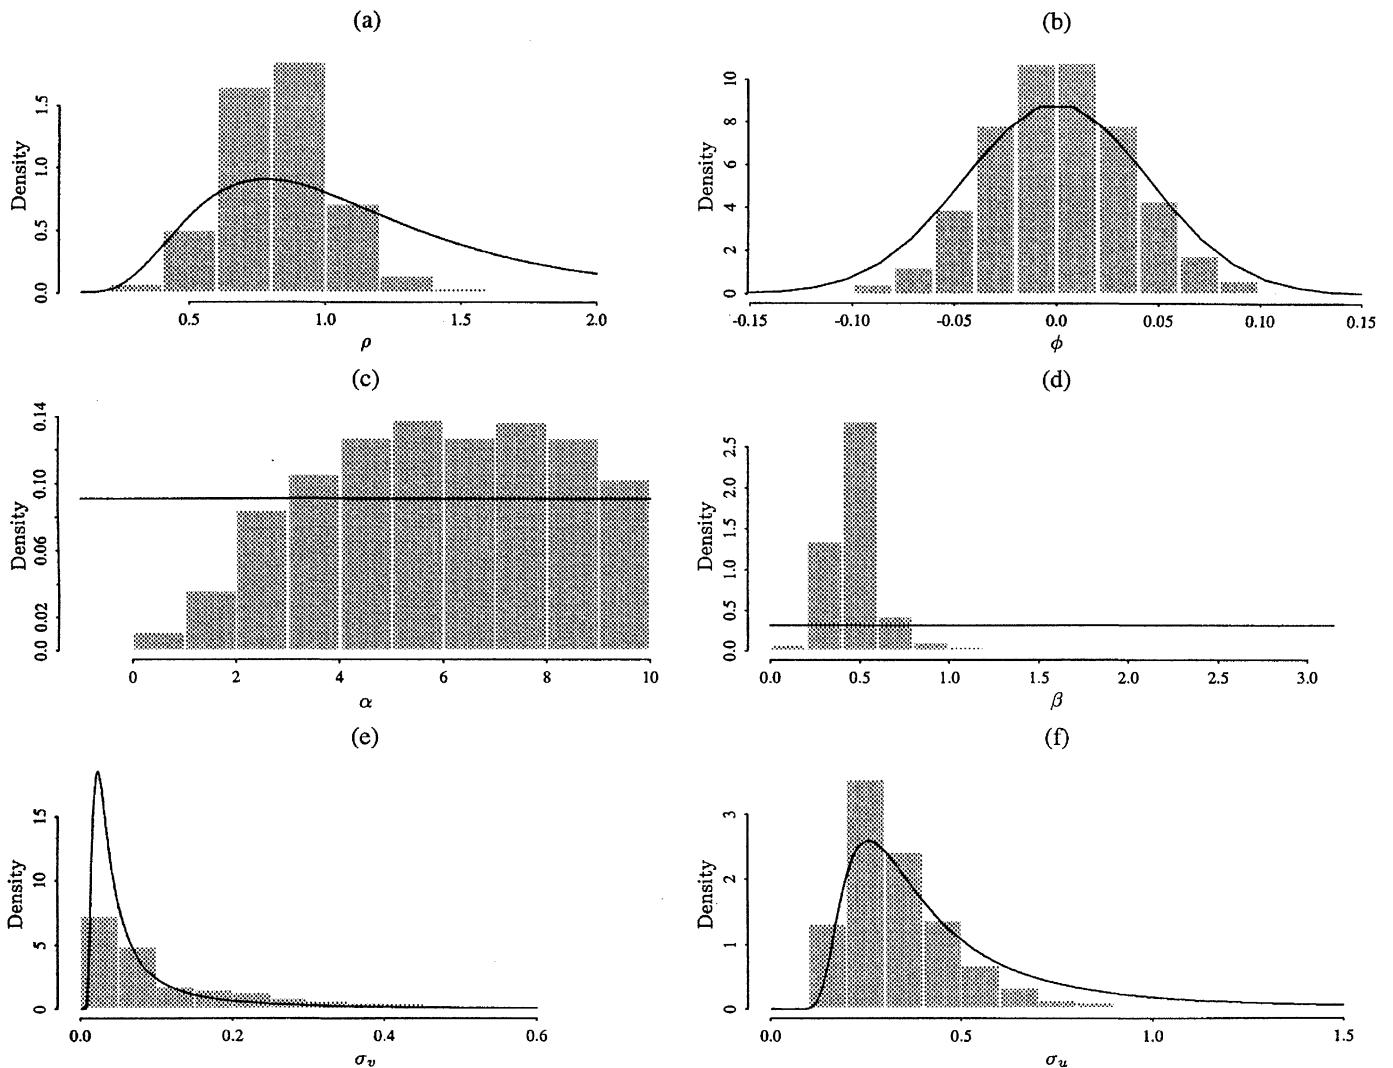 (a)
Density
0.0 0.5 1.0 1.5
0.5 1.0 1.5 2.0
ρ
(b)
Density
0 2 4 6 8 10
-0.15 -0.10 -0.05 0.0 0.05 0.10 0.15
ϕ
(c)
Density
0.0 0.02 0.06 0.10 0.14
0 2 4 6 8 10
α
(d)
Density
0.0 0.5 1.0 1.5 2.0 2.5
0.0 0.5 1.0 1.5 2.0 2.5 3.0
β
(e)
Density
0 5 10 15
0.0 0.2 0.4 0.6
σv
(f)
Density
0 1 2 3
0.0 0.5 1.0 1.5
σu